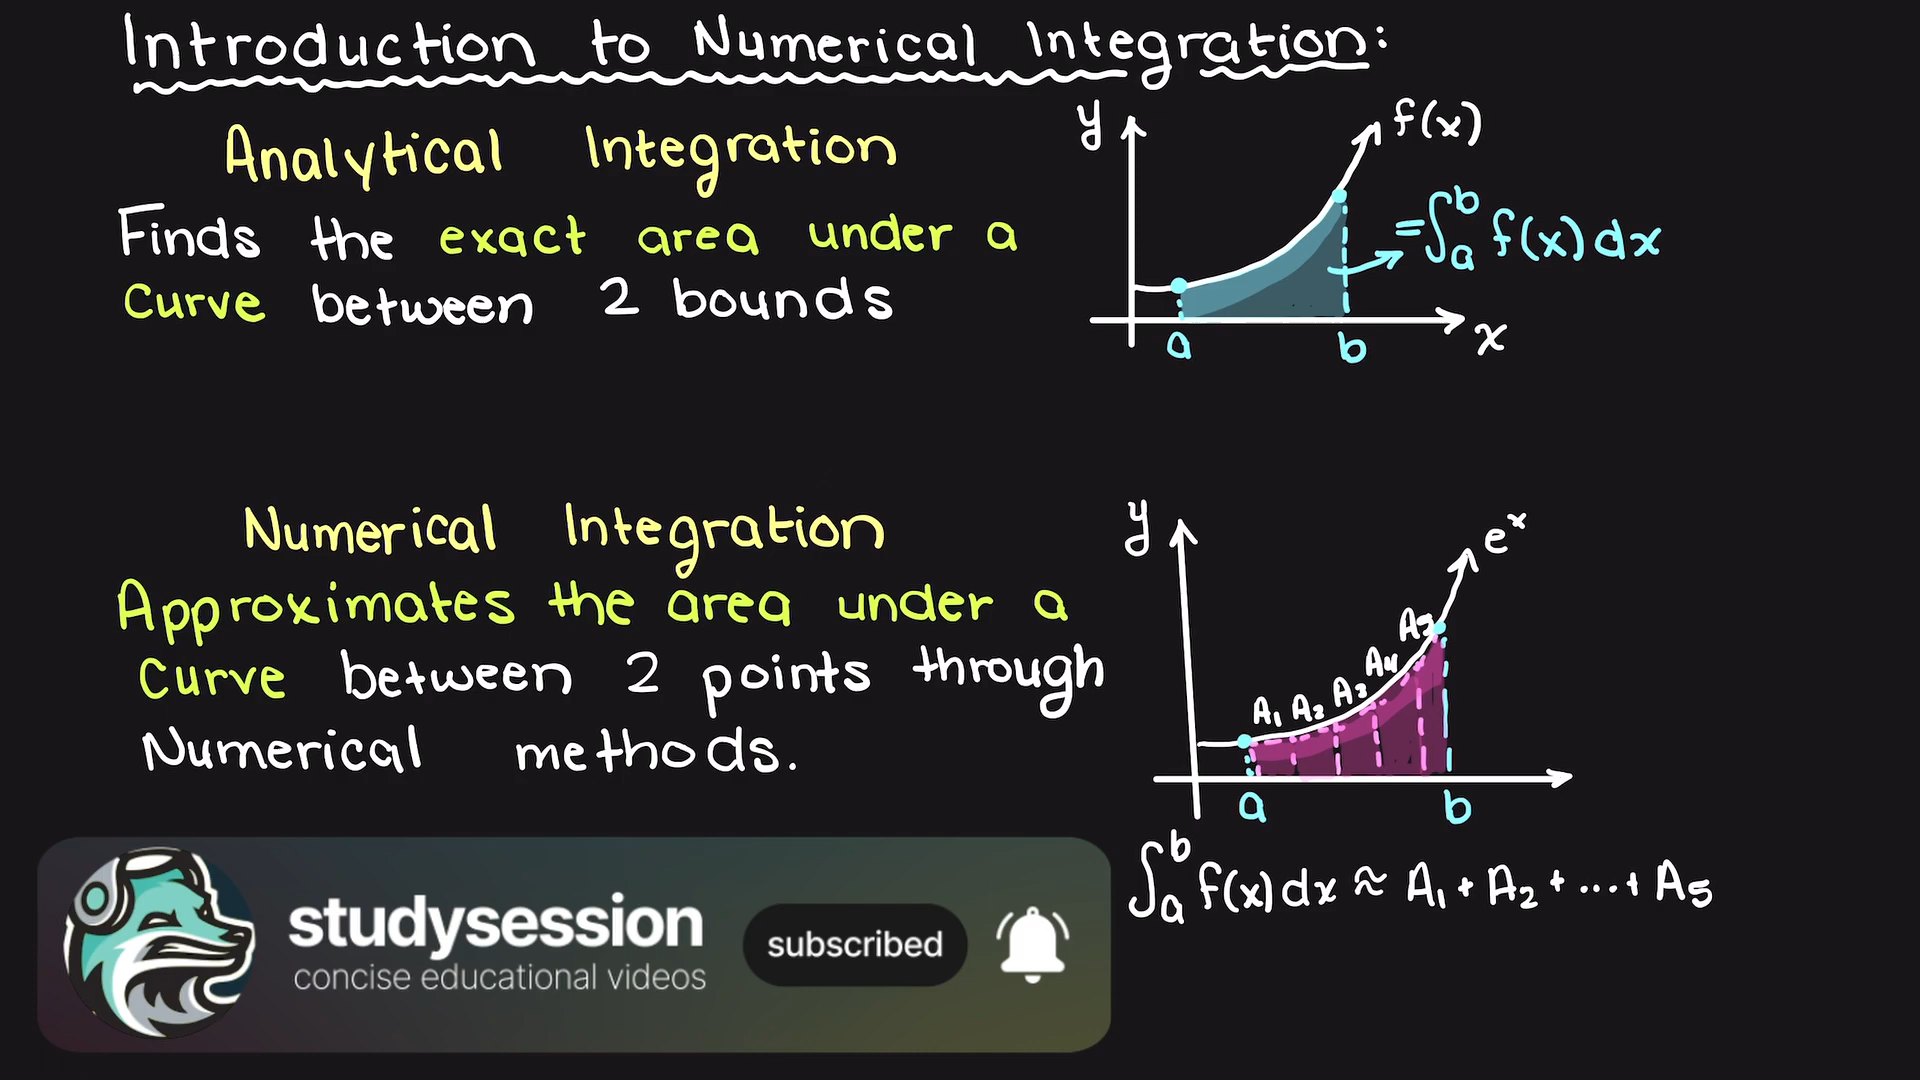 Introduction to Numerical Integration:
Analytical Integration
Finds the exact area under a
Curve between 2 bounds
y
f(x)
=∫ₐᵇ f(x) dx
a
b
x
Numerical Integration
Approximates the area under a
Curve between 2 points through
Numerical methods.
y
eˣ
A₁ A₂ A₃ A₄ A₅
a
b
∫ₐᵇ f(x) dx ≈ A₁ + A₂ + ... + A₅
studysession
concise educational videos
subscribed